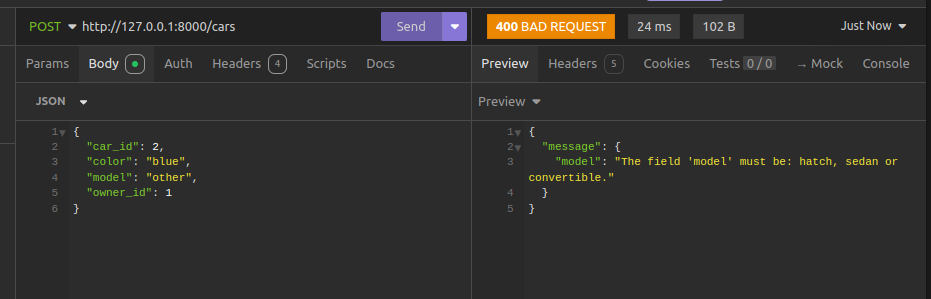 POST http://127.0.0.1:8000/cars Send 400 BAD REQUEST 24 ms 102 B Just Now
Params Body Auth Headers 4 Scripts Docs Preview Headers 5 Cookies Tests 0 / 0 → Mock Console
JSON Preview
1 {
2 "car_id": 2,
3 "color": "blue",
4 "model": "other",
5 "owner_id": 1
6 }
1 {
2 "message": {
3 "model": "The field 'model' must be: hatch, sedan or
convertible."
4 }
5 }